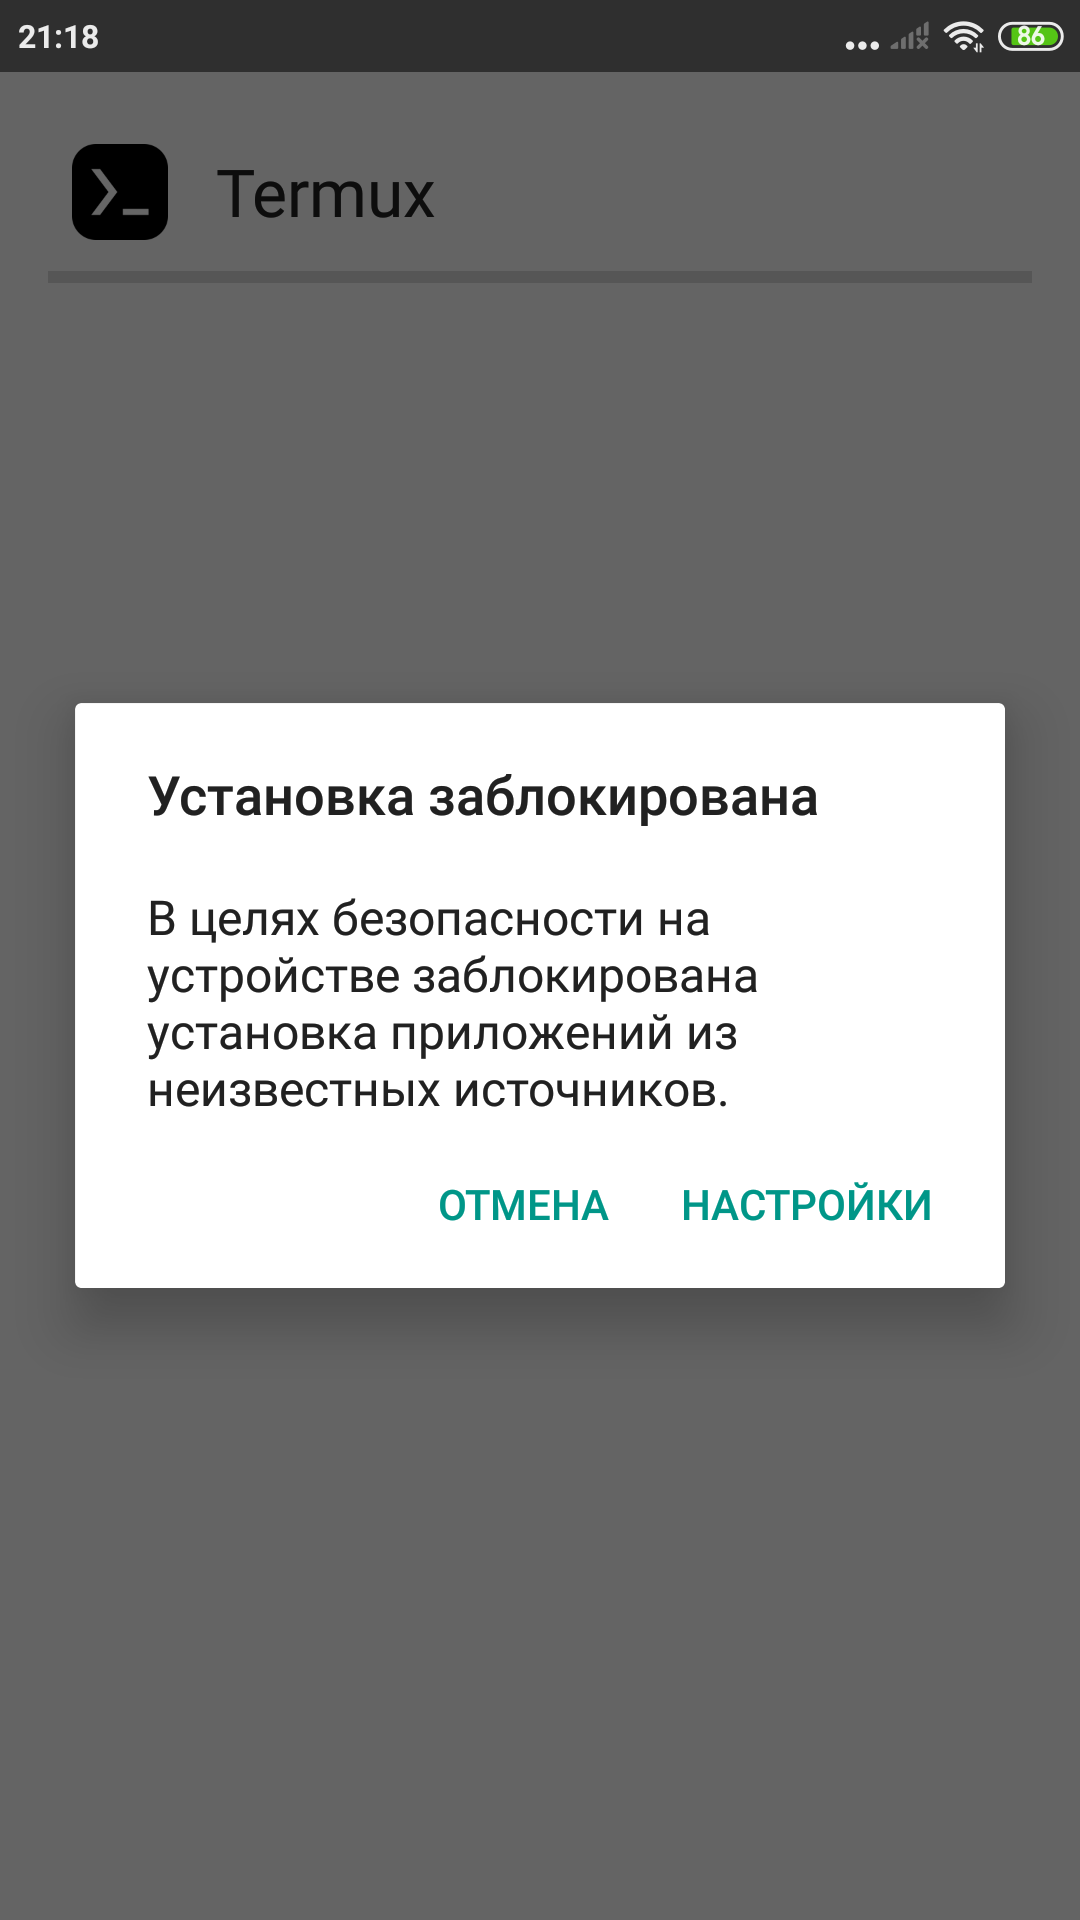 21:18
86
Termux
Установка заблокирована
В целях безопасности на
устройстве заблокирована
установка приложений из
неизвестных источников.
ОТМЕНА НАСТРОЙКИ